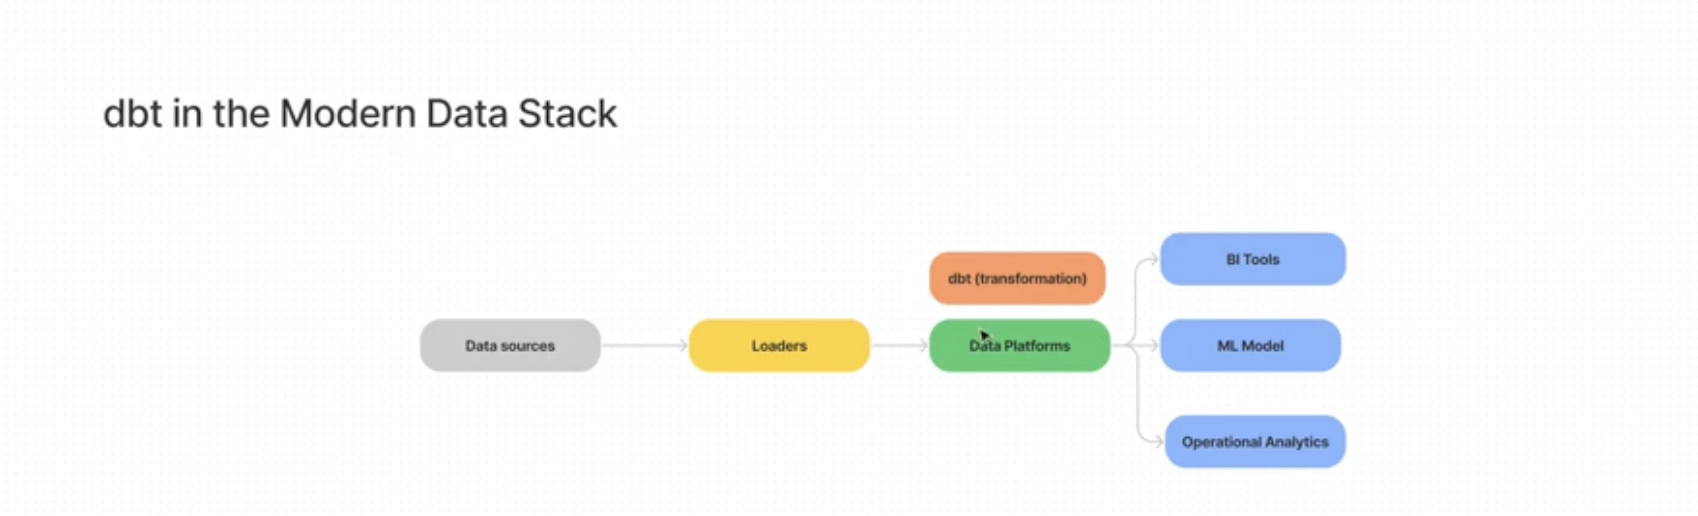 dbt in the Modern Data Stack
BI Tools
dbt (transformation)
Data sources
Loaders
Data Platforms
ML Model
Operational Analytics